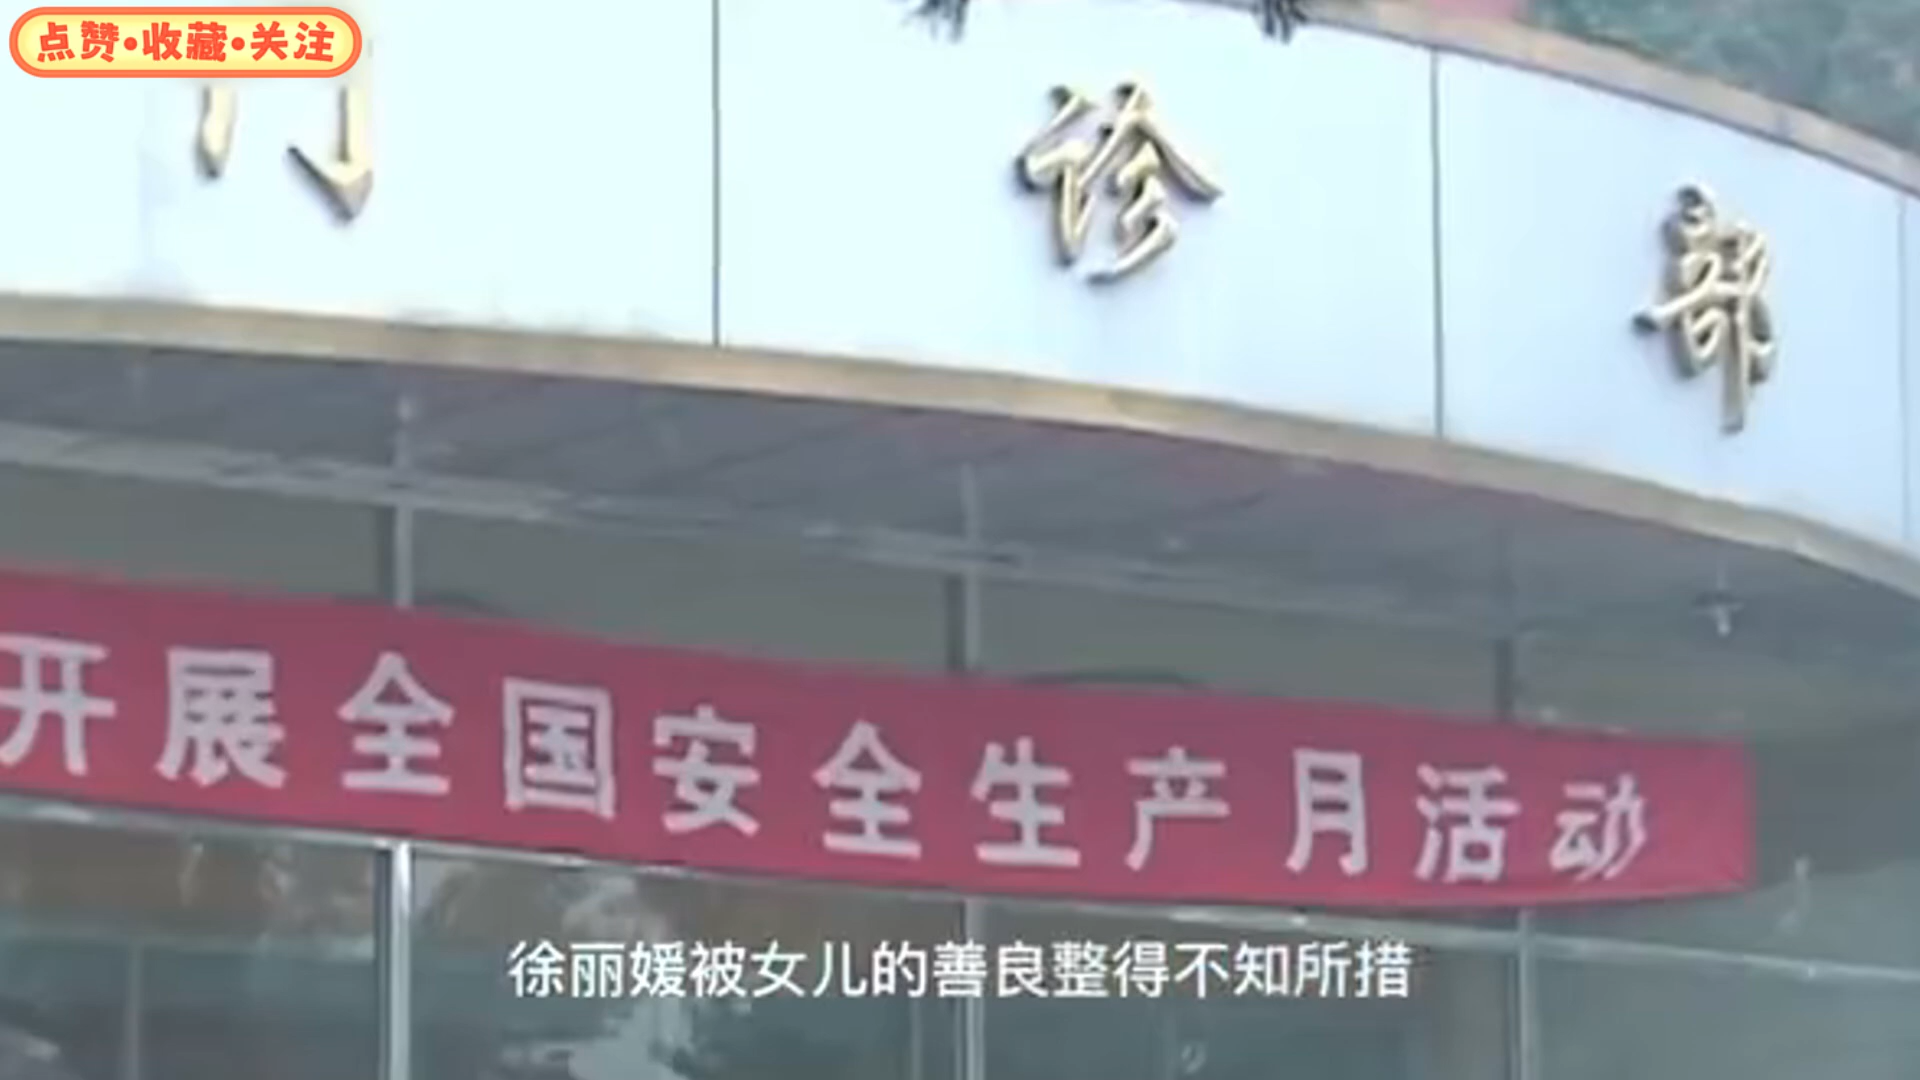 点赞•收藏•关注
门诊部
开展全国安全生产月活动
徐丽媛被女儿的善良整得不知所措